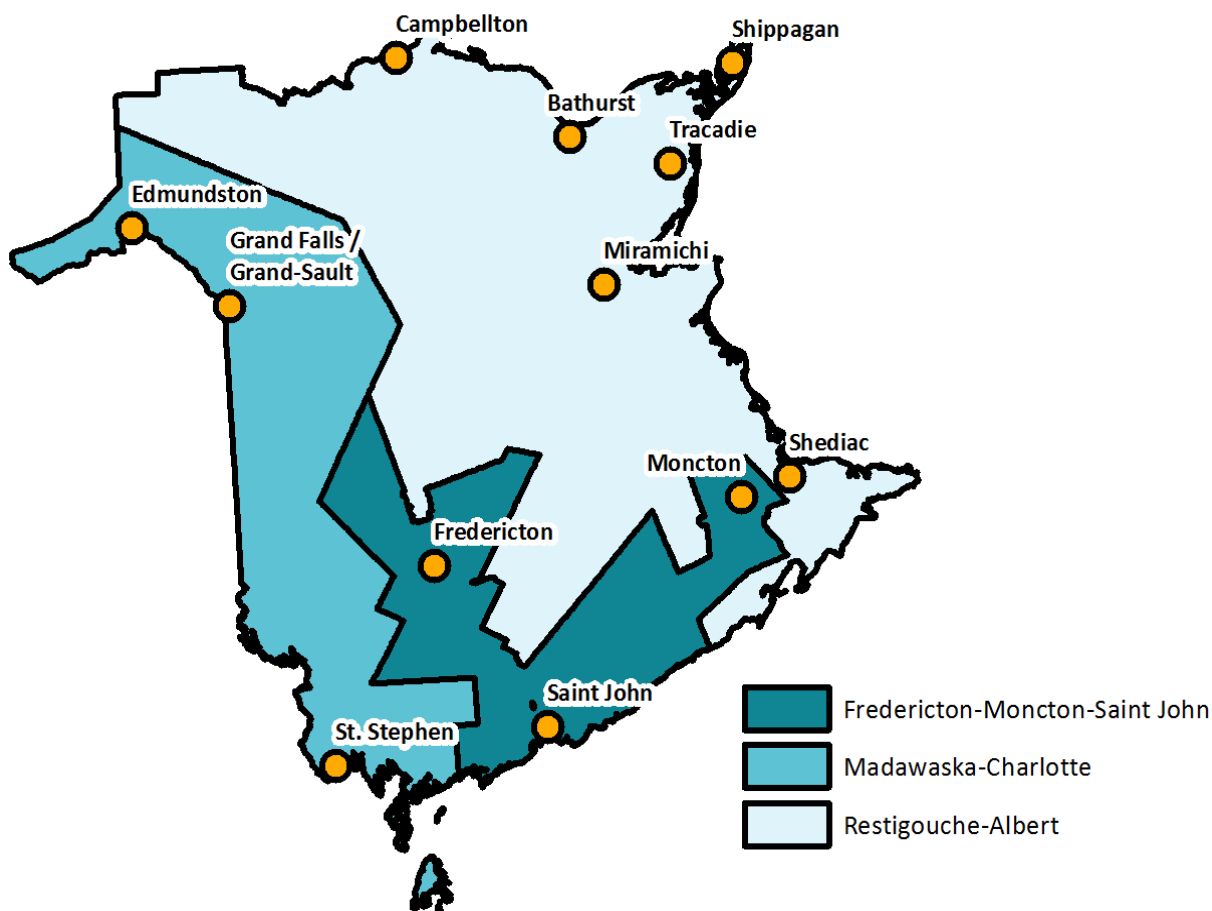 Campbellton
Shippagan
Bathurst
Tracadie
Edmundston
Grand Falls /
Grand-Sault
Miramichi
Shediac
Moncton
Fredericton
Saint John
St. Stephen
Fredericton-Moncton-Saint John
Madawaska-Charlotte
Restigouche-Albert